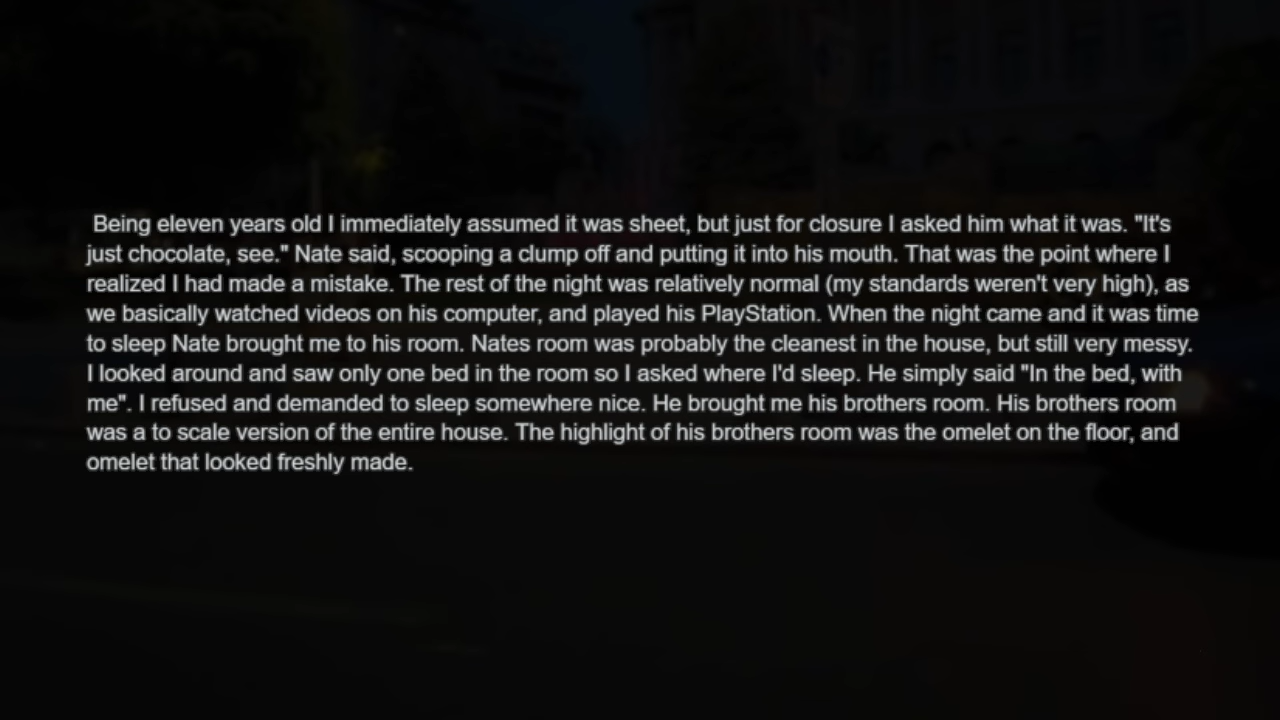 Being eleven years old I immediately assumed it was sheet, but just for closure I asked him what it was. "It's
just chocolate, see." Nate said, scooping a clump off and putting it into his mouth. That was the point where I
realized I had made a mistake. The rest of the night was relatively normal (my standards weren't very high), as
we basically watched videos on his computer, and played his PlayStation. When the night came and it was time
to sleep Nate brought me to his room. Nates room was probably the cleanest in the house, but still very messy.
I looked around and saw only one bed in the room so I asked where I'd sleep. He simply said "In the bed, with
me". I refused and demanded to sleep somewhere nice. He brought me his brothers room. His brothers room
was a to scale version of the entire house. The highlight of his brothers room was the omelet on the floor, and
omelet that looked freshly made.